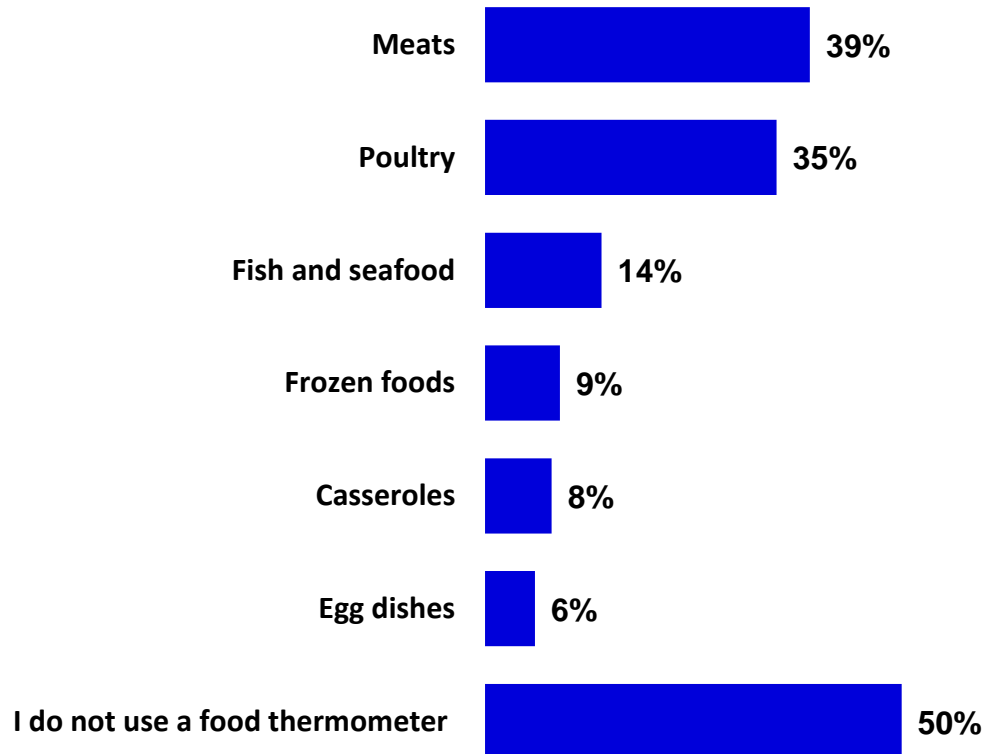 Meats 39%
Poultry 35%
Fish and seafood 14%
Frozen foods 9%
Casseroles 8%
Egg dishes 6%
I do not use a food thermometer 50%